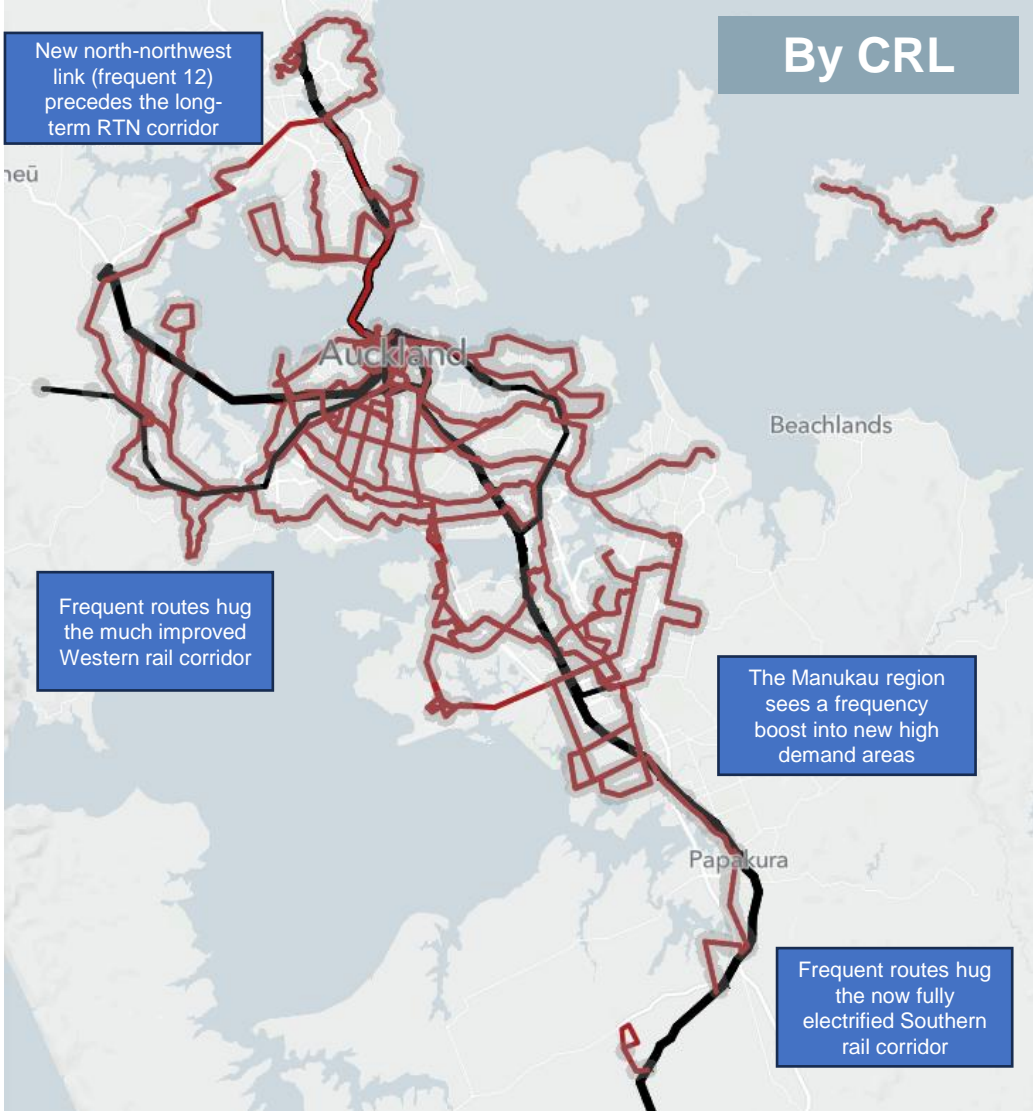 By CRL
New north-northwest
link (frequent 12)
precedes the long-
term RTN corridor
neū
Auckland
Beachlands
Frequent routes hug
the much improved
Western rail corridor
The Manukau region
sees a frequency
boost into new high
demand areas
Papakura
Frequent routes hug
the now fully
electrified Southern
rail corridor